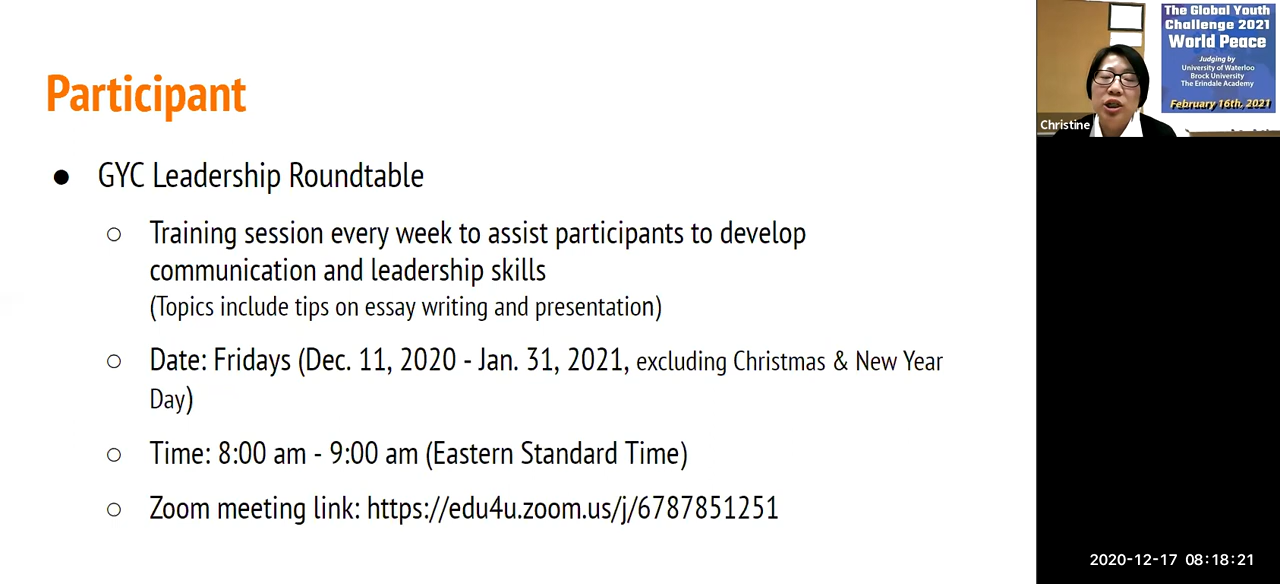 Participant
● GYC Leadership Roundtable
○ Training session every week to assist participants to develop
communication and leadership skills
(Topics include tips on essay writing and presentation)
○ Date: Fridays (Dec. 11, 2020 - Jan. 31, 2021, excluding Christmas & New Year
Day)
○ Time: 8:00 am - 9:00 am (Eastern Standard Time)
○ Zoom meeting link: https://edu4u.zoom.us/j/6787851251
The Global Youth
Challenge 2021
World Peace
Judging by
University of Waterloo
Brock University
The Erindale Academy
February 16th, 2021
Christine
2020-12-17 08:18:21